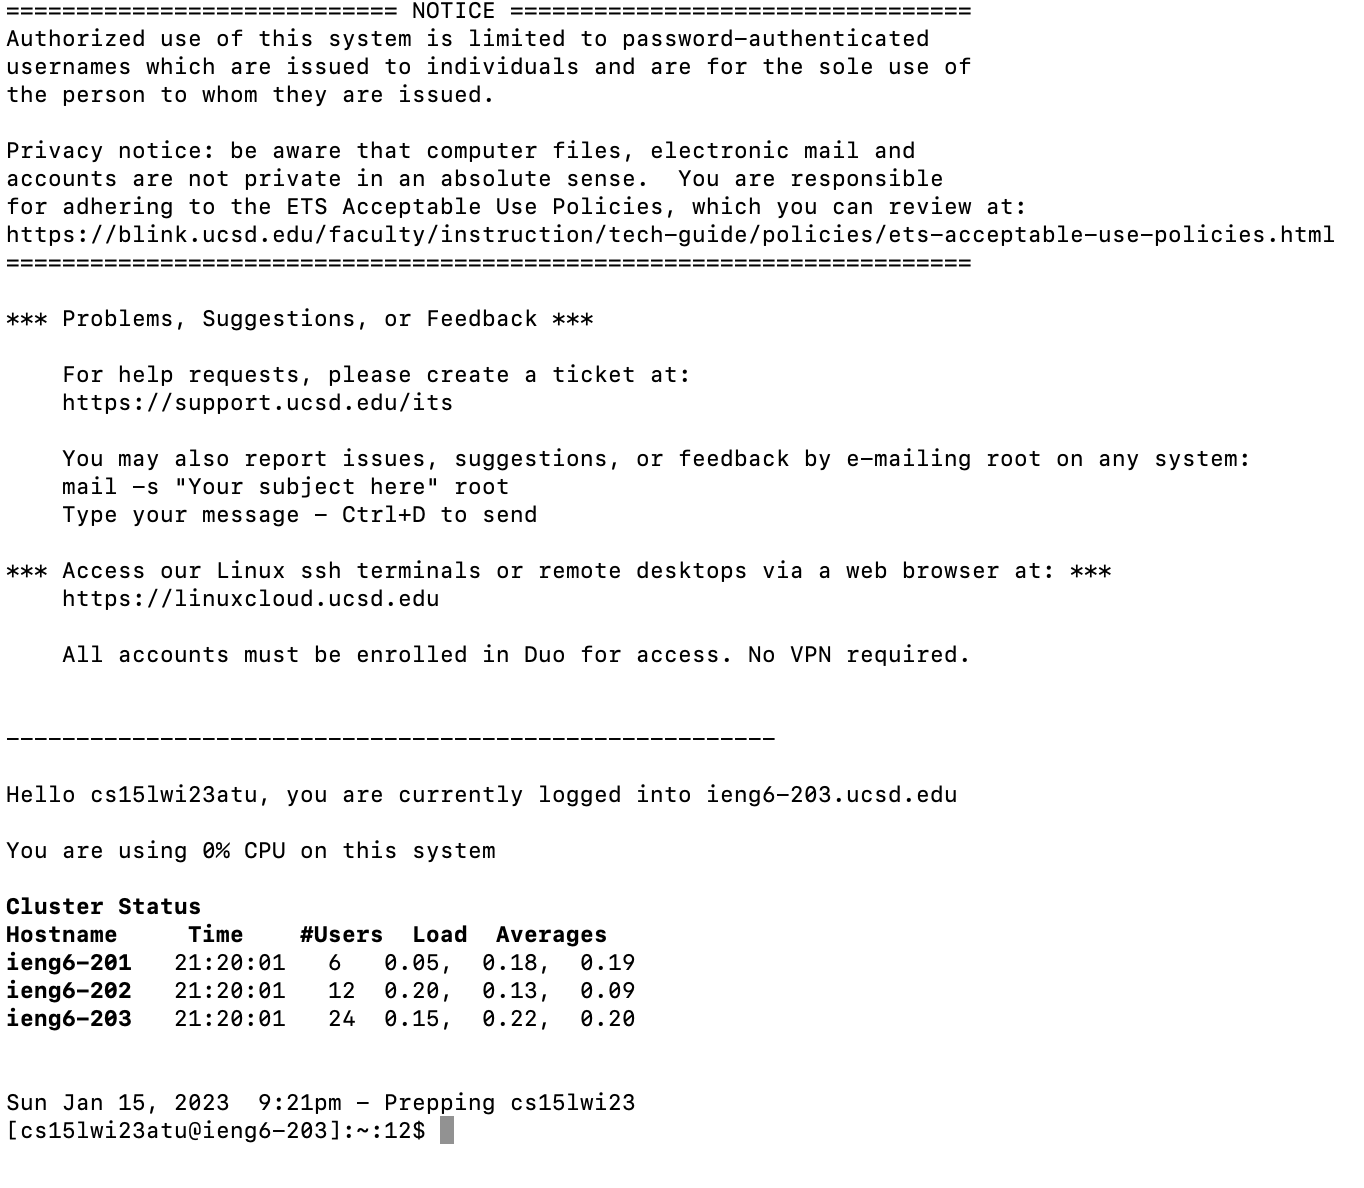 ============================ NOTICE =================================
Authorized use of this system is limited to password-authenticated
usernames which are issued to individuals and are for the sole use of
the person to whom they are issued.

Privacy notice: be aware that computer files, electronic mail and
accounts are not private in an absolute sense.  You are responsible
for adhering to the ETS Acceptable Use Policies, which you can review at:
https://blink.ucsd.edu/faculty/instruction/tech-guide/policies/ets-acceptable-use-policies.html
=====================================================================

*** Problems, Suggestions, or Feedback ***

    For help requests, please create a ticket at:
    https://support.ucsd.edu/its

    You may also report issues, suggestions, or feedback by e-mailing root on any system:
    mail -s "Your subject here" root
    Type your message - Ctrl+D to send

*** Access our Linux ssh terminals or remote desktops via a web browser at: ***
    https://linuxcloud.ucsd.edu

    All accounts must be enrolled in Duo for access. No VPN required.


-------------------------------------------------------

Hello cs15lwi23atu, you are currently logged into ieng6-203.ucsd.edu

You are using 0% CPU on this system

Cluster Status
Hostname     Time    #Users  Load  Averages
ieng6-201   21:20:01   6   0.05,  0.18,  0.19
ieng6-202   21:20:01   12  0.20,  0.13,  0.09
ieng6-203   21:20:01   24  0.15,  0.22,  0.20


Sun Jan 15, 2023  9:21pm - Prepping cs15lwi23
[cs15lwi23atu@ieng6-203]:~:12$